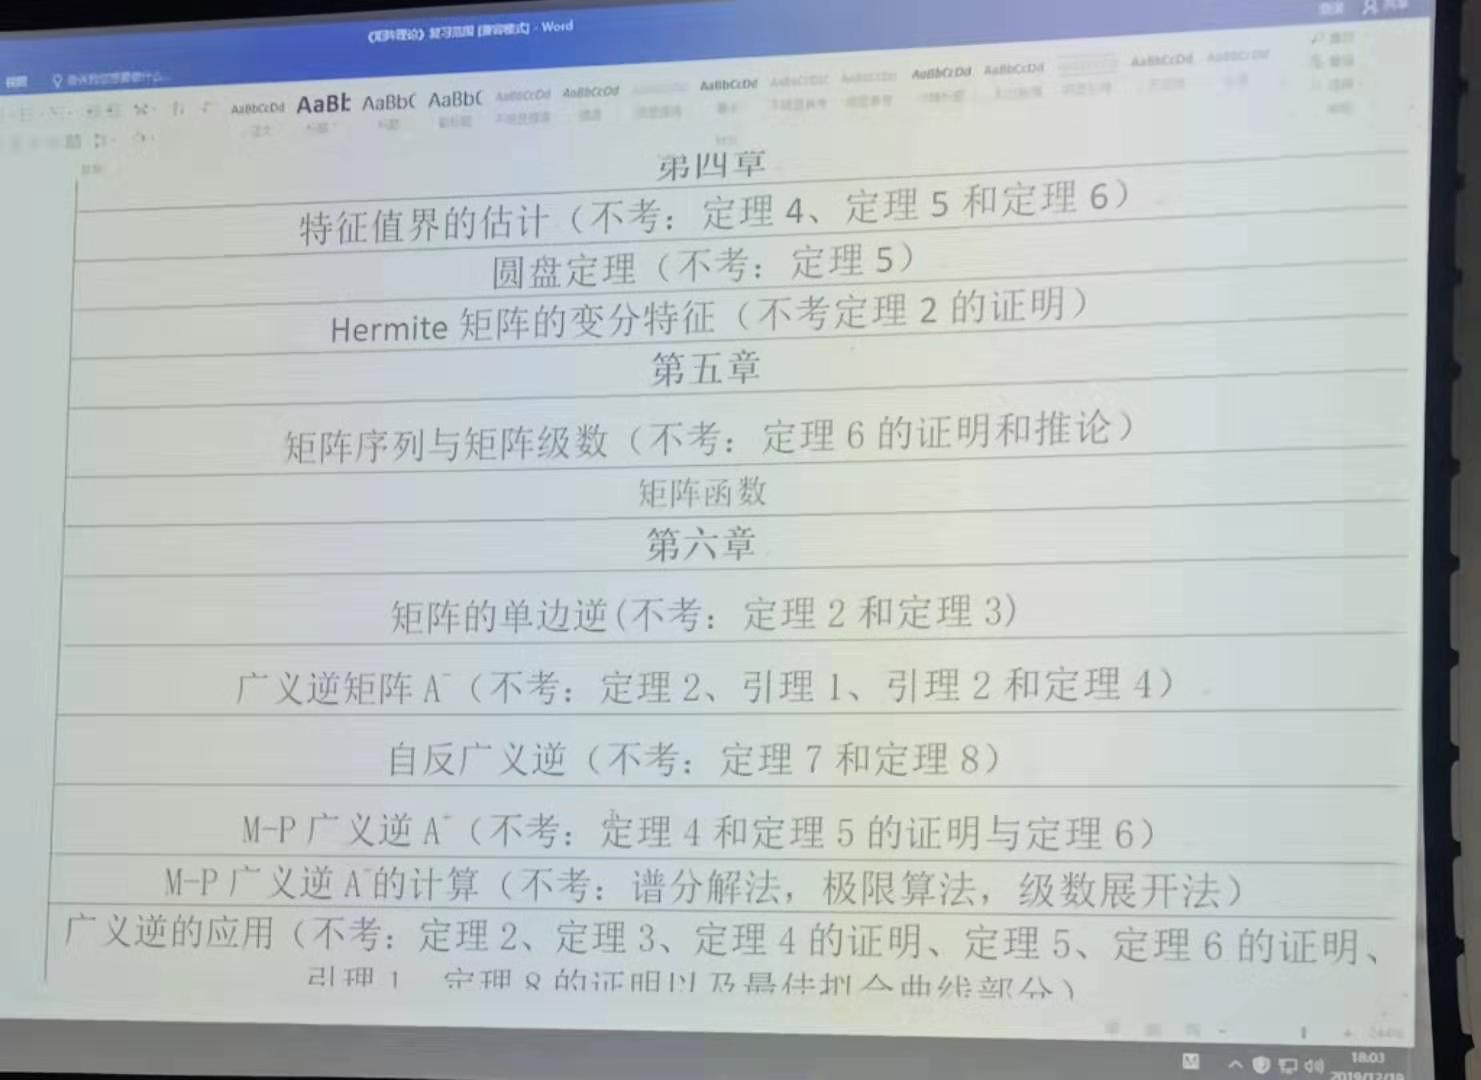 《矩阵理论》复习范围 [兼容模式] - Word
视图
AaBbCcDd AaBb AaBb( AaBb( AaBbCcDd AaBbCcDd AaBbCcDd AaBbCcDd AaBbCcDd AaBbCcDd
第四章
特征值界的估计（不考：定理 4、定理 5 和定理 6）
圆盘定理（不考：定理 5）
Hermite 矩阵的变分特征（不考定理 2 的证明）
第五章
矩阵序列与矩阵级数（不考：定理 6 的证明和推论）
矩阵函数
第六章
矩阵的单边逆(不考：定理 2 和定理 3)
广义逆矩阵 A⁻（不考：定理 2、引理 1、引理 2 和定理 4）
自反广义逆（不考：定理 7 和定理 8）
M-P 广义逆 A⁻（不考：定理 4 和定理 5 的证明与定理 6）
M-P 广义逆 A⁻的计算（不考：谱分解法，极限算法，级数展开法）
广义逆的应用（不考：定理 2、定理 3、定理 4 的证明、定理 5、定理 6 的证明、
引理 1、定理 8 的证明以及最佳拟合曲线部分）
18:03
2019/12/19